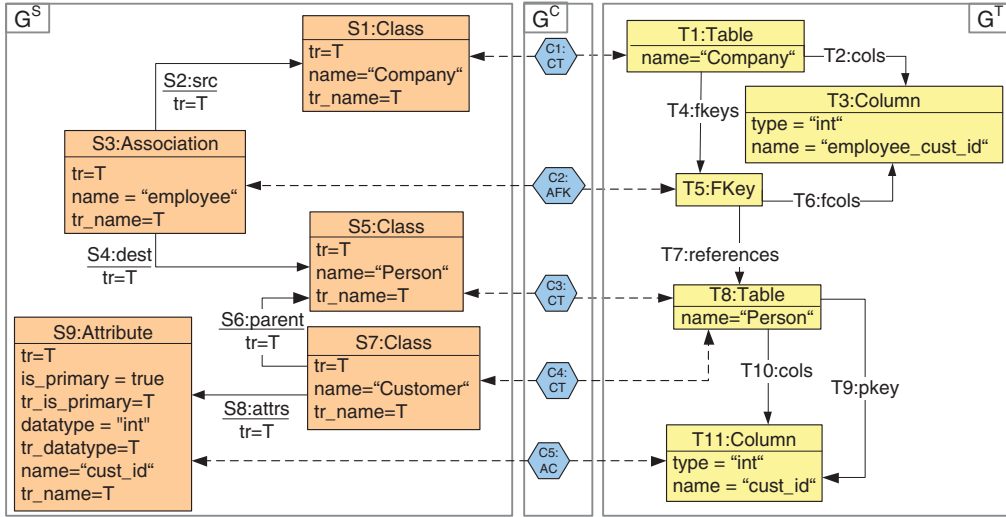 G^S
S1:Class
tr=T
name="Company"
tr_name=T
S2:src
tr=T
S3:Association
tr=T
name = "employee"
tr_name=T
S4:dest
tr=T
S5:Class
tr=T
name="Person"
tr_name=T
S6:parent
tr=T
S7:Class
tr=T
name="Customer"
tr_name=T
S8:attrs
tr=T
S9:Attribute
tr=T
is_primary = true
tr_is_primary=T
datatype = "int"
tr_datatype=T
name="cust_id"
tr_name=T
G^C
C1:
CT
C2:
AFK
C3:
CT
C4:
CT
C5:
AC
G^T
T1:Table
name="Company"
T2:cols
T3:Column
type = "int"
name = "employee_cust_id"
T4:fkeys
T5:FKey
T6:fcols
T7:references
T8:Table
name="Person"
T10:cols
T9:pkey
T11:Column
type = "int"
name = "cust_id"